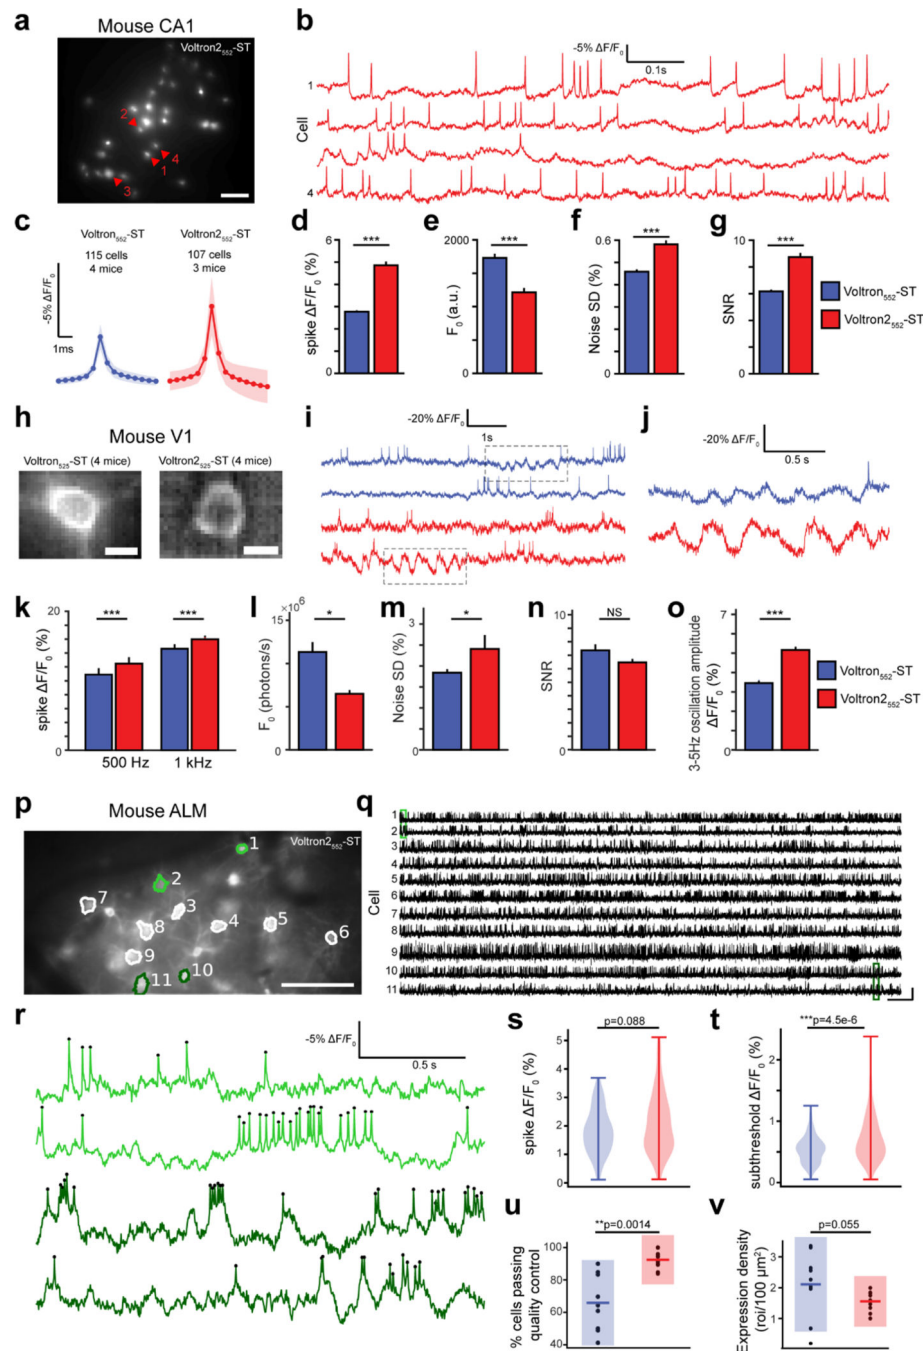 a
Mouse CA1
Voltron2₅₅₂-ST
2
4
1
3
b
-5% ΔF/F₀
0.1s
1
Cell
4
c
Voltron₅₅₂-ST
115 cells
4 mice
Voltron2₅₅₂-ST
107 cells
3 mice
-5% ΔF/F₀
1ms
d
6
***
spike ΔF/F₀ (%)
0
e
2000
***
F₀ (a.u.)
0
f
0.6
***
Noise SD (%)
0
g
10
***
SNR
0
Voltron₅₅₂-ST
Voltron2₅₅₂-ST
h
Mouse V1
Voltron₅₂₅-ST (4 mice)
Voltron2₅₂₅-ST (4 mice)
i
-20% ΔF/F₀
1s
j
-20% ΔF/F₀
0.5 s
k
20
***
***
spike ΔF/F₀ (%)
0
500 Hz
1 kHz
l
×10⁶
15
*
F₀ (photons/s)
0
m
3
*
Noise SD (%)
0
n
10
NS
SNR
0
o
7
***
3-5Hz oscillation amplitude
ΔF/F₀ (%)
0
Voltron₅₅₂-ST
Voltron2₅₅₂-ST
p
Mouse ALM
Voltron2₅₅₂-ST
1
2
3
4
5
6
7
8
9
10
11
q
Cell
1
2
3
4
5
6
7
8
9
10
11
r
-5% ΔF/F₀
0.5 s
s
p=0.088
spike ΔF/F₀ (%)
5
4
3
2
1
0
t
***p=4.5e-6
subthreshold ΔF/F₀ (%)
2
1
0
u
**p=0.0014
% cells passing
quality control
100
80
60
40
v
p=0.055
Expression density
(roi/100 µm²)
3
2
1